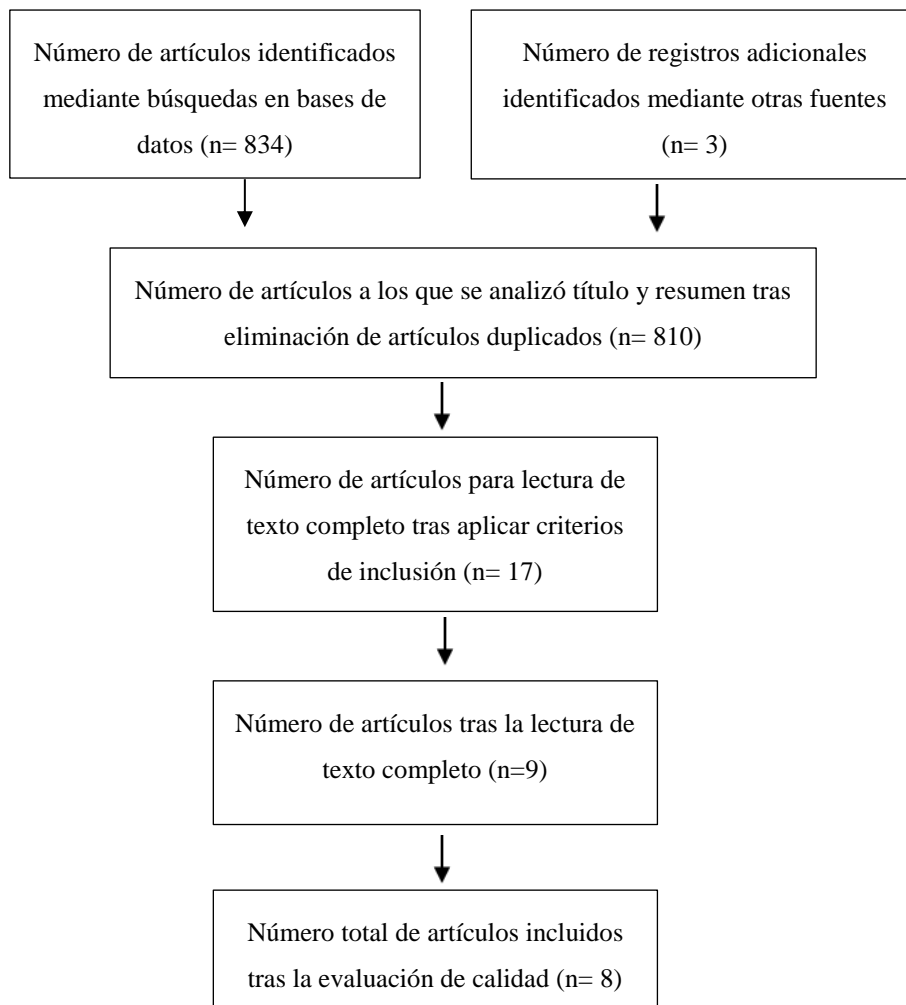 Número de artículos identificados
mediante búsquedas en bases de
datos (n= 834)
Número de registros adicionales
identificados mediante otras fuentes
(n= 3)
Número de artículos a los que se analizó título y resumen tras
eliminación de artículos duplicados (n= 810)
Número de artículos para lectura de
texto completo tras aplicar criterios
de inclusión (n= 17)
Número de artículos tras la lectura de
texto completo (n=9)
Número total de artículos incluidos
tras la evaluación de calidad (n= 8)